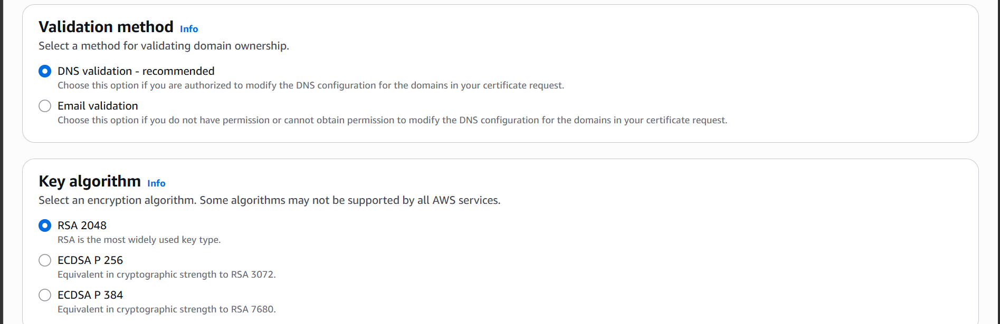 Validation method Info
Select a method for validating domain ownership.
DNS validation - recommended
Choose this option if you are authorized to modify the DNS configuration for the domains in your certificate request.
Email validation
Choose this option if you do not have permission or cannot obtain permission to modify the DNS configuration for the domains in your certificate request.
Key algorithm Info
Select an encryption algorithm. Some algorithms may not be supported by all AWS services.
RSA 2048
RSA is the most widely used key type.
ECDSA P 256
Equivalent in cryptographic strength to RSA 3072.
ECDSA P 384
Equivalent in cryptographic strength to RSA 7680.